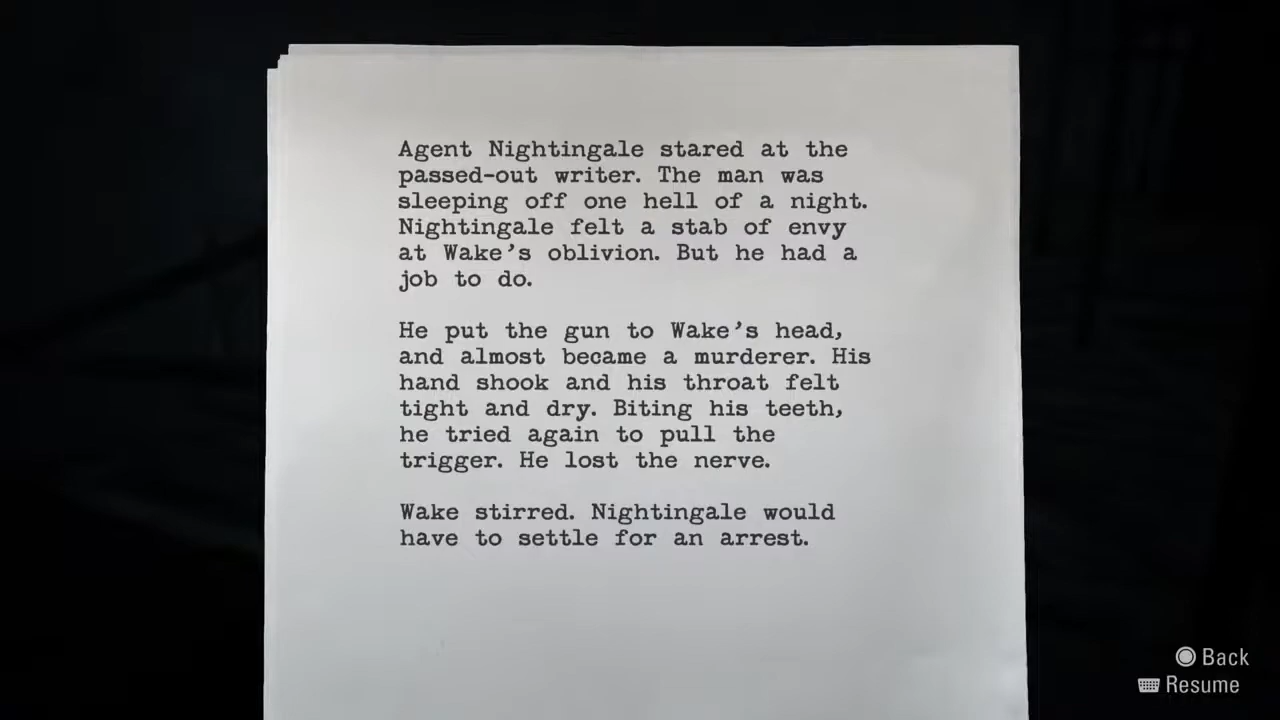 Agent Nightingale stared at the
passed-out writer. The man was
sleeping off one hell of a night.
Nightingale felt a stab of envy
at Wake's oblivion. But he had a
job to do.
He put the gun to Wake's head,
and almost became a murderer. His
hand shook and his throat felt
tight and dry. Biting his teeth,
he tried again to pull the
trigger. He lost the nerve.
Wake stirred. Nightingale would
have to settle for an arrest.
Back
Resume